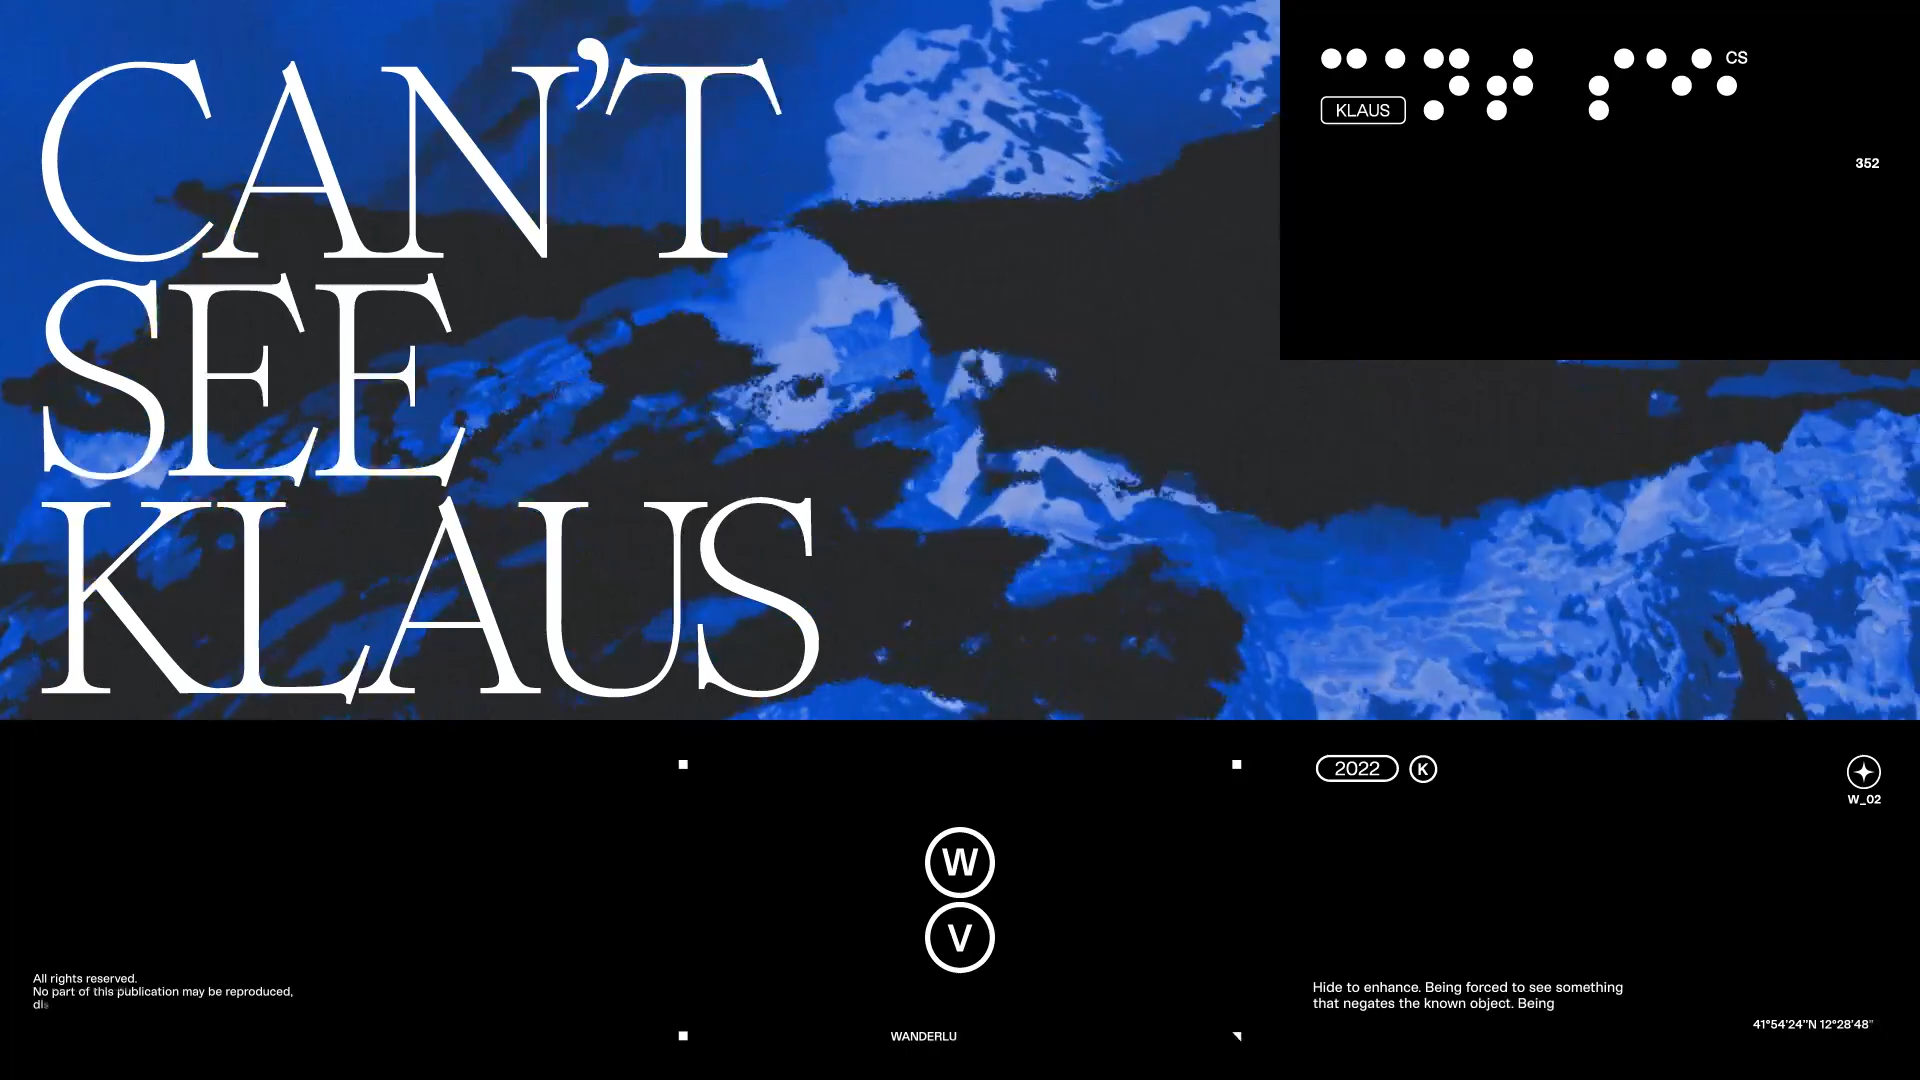 CAN’T
SEE
KLAUS
CS
KLAUS
352
2022
K
W_02
W
V
All rights reserved.
No part of this publication may be reproduced,
dis
WANDERLU
Hide to enhance. Being forced to see something
that negates the known object. Being
41°54’24’’N 12°28’48’’